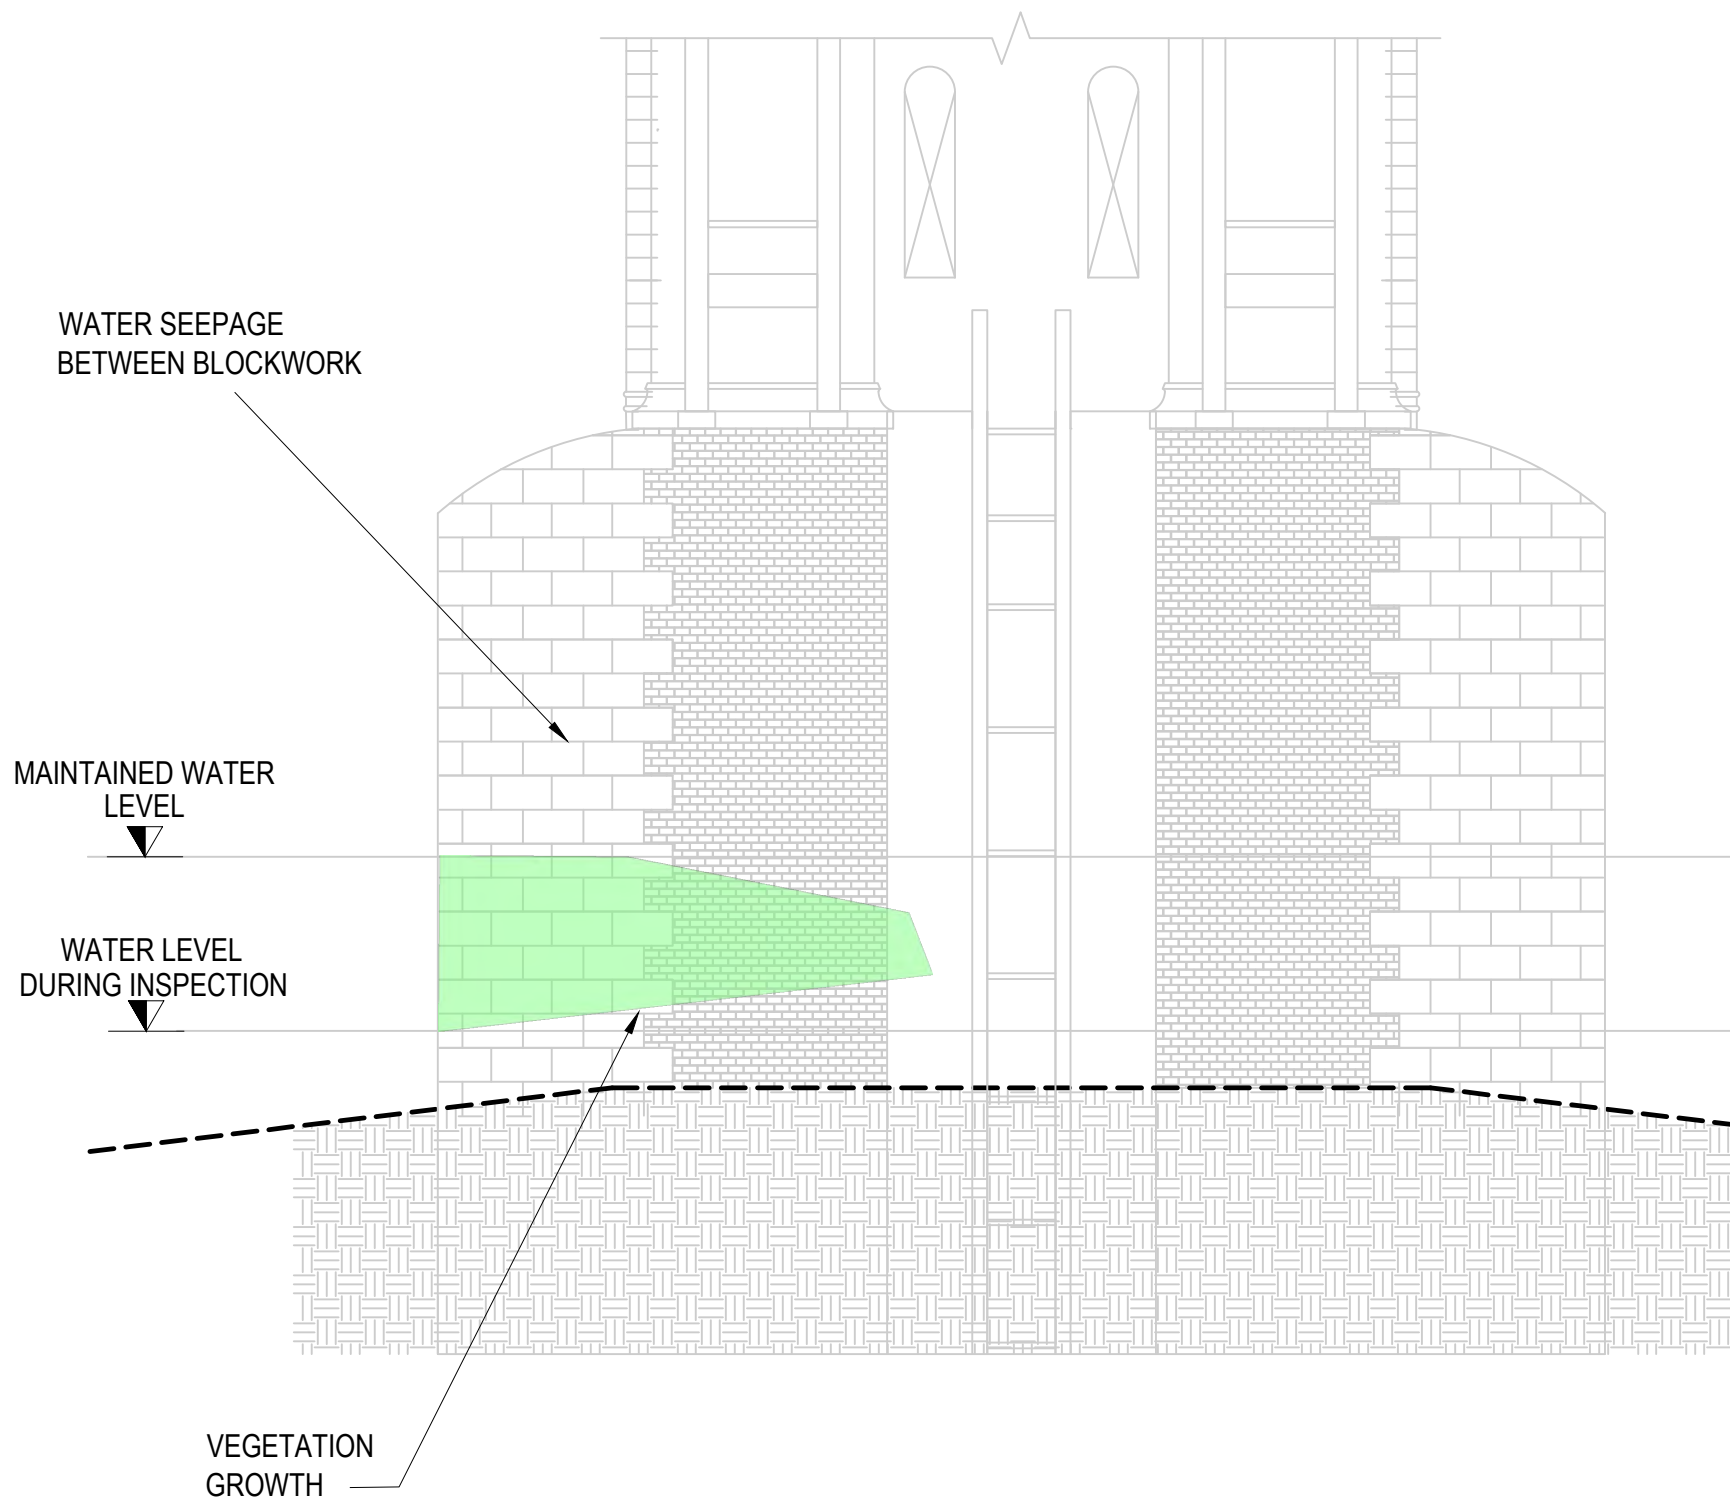 WATER SEEPAGE
BETWEEN BLOCKWORK
MAINTAINED WATER
LEVEL
WATER LEVEL
DURING INSPECTION
VEGETATION
GROWTH